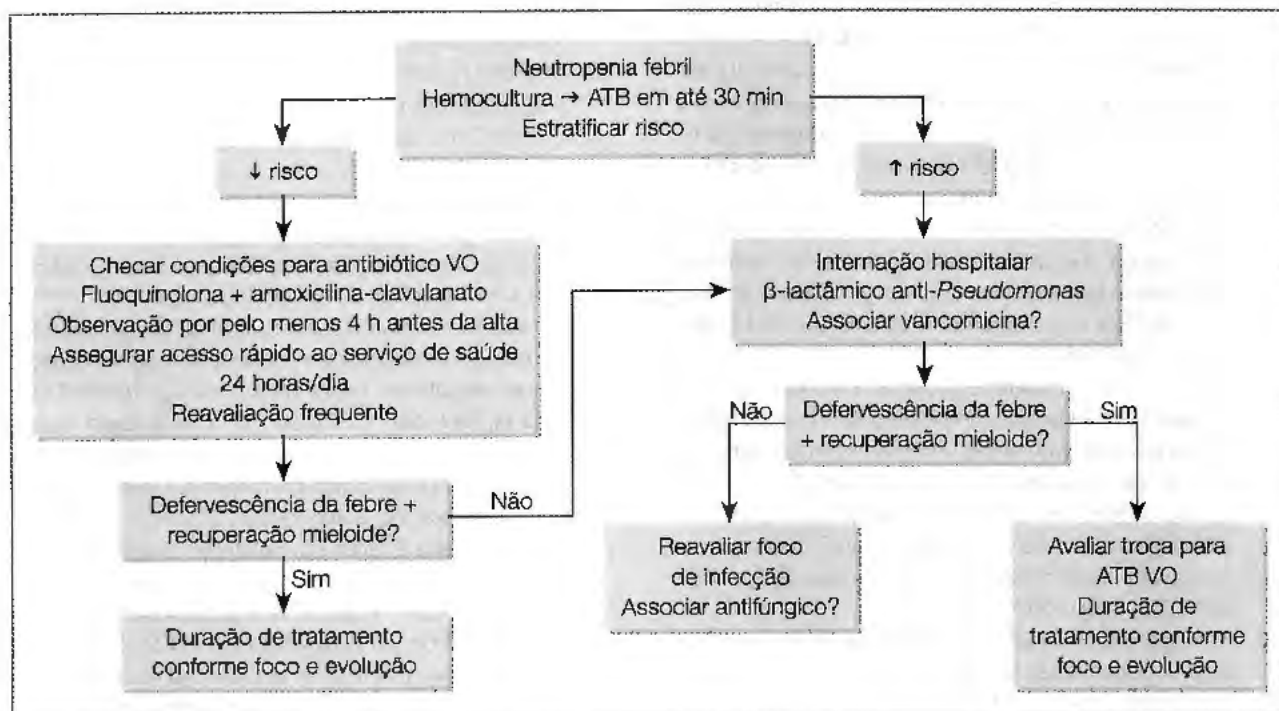 Neutropenia febril
Hemocultura → ATB em até 30 min
Estratificar risco
↓ risco
↑ risco
Checar condições para antibiótico VO
Fluoquinolona + amoxicilina-clavulanato
Observação por pelo menos 4 h antes da alta
Assegurar acesso rápido ao serviço de saúde
24 horas/dia
Reavaliação frequente
Internação hospitalar
β-lactâmico anti-Pseudomonas
Associar vancomicina?
Defervescência da febre +
recuperação mieloide?
Não
Sim
Não
Defervescência da febre
+ recuperação mieloide?
Sim
Duração de tratamento
conforme foco e evolução
Reavaliar foco
de infecção
Associar antifúngico?
Avaliar troca para
ATB VO
Duração de
tratamento conforme
foco e evolução